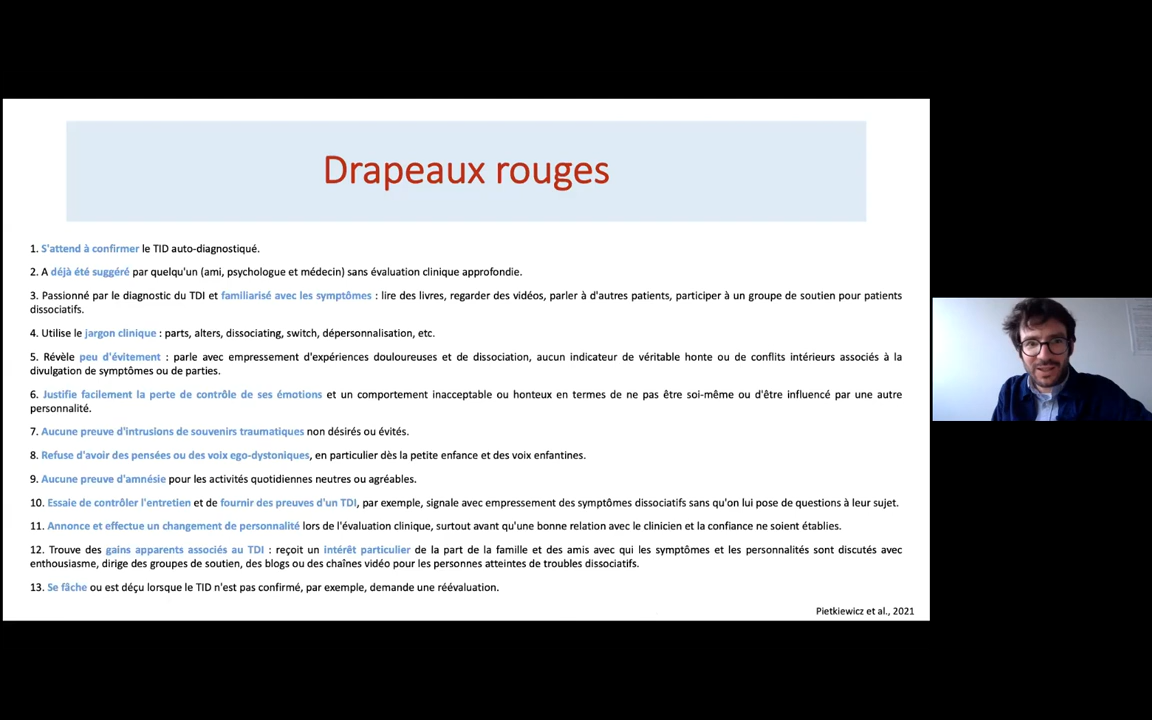 Drapeaux rouges
1. S'attend à confirmer le TID auto-diagnostiqué.
2. A déjà été suggéré par quelqu'un (ami, psychologue et médecin) sans évaluation clinique approfondie.
3. Passionné par le diagnostic du TDI et familiarisé avec les symptômes : lire des livres, regarder des vidéos, parler à d'autres patients, participer à un groupe de soutien pour patients
dissociatifs.
4. Utilise le jargon clinique : parts, alters, dissociating, switch, dépersonnalisation, etc.
5. Révèle peu d'évitement : parle avec empressement d'expériences douloureuses et de dissociation, aucun indicateur de véritable honte ou de conflits intérieurs associés à la
divulgation de symptômes ou de parties.
6. Justifie facilement la perte de contrôle de ses émotions et un comportement inacceptable ou honteux en termes de ne pas être soi-même ou d'être influencé par une autre
personnalité.
7. Aucune preuve d'intrusions de souvenirs traumatiques non désirés ou évités.
8. Refuse d'avoir des pensées ou des voix ego-dystoniques, en particulier dès la petite enfance et des voix enfantines.
9. Aucune preuve d'amnésie pour les activités quotidiennes neutres ou agréables.
10. Essaie de contrôler l'entretien et de fournir des preuves d'un TDI, par exemple, signale avec empressement des symptômes dissociatifs sans qu'on lui pose de questions à leur sujet.
11. Annonce et effectue un changement de personnalité lors de l'évaluation clinique, surtout avant qu'une bonne relation avec le clinicien et la confiance ne soient établies.
12. Trouve des gains apparents associés au TDI : reçoit un intérêt particulier de la part de la famille et des amis avec qui les symptômes et les personnalités sont discutés avec
enthousiasme, dirige des groupes de soutien, des blogs ou des chaînes vidéo pour les personnes atteintes de troubles dissociatifs.
13. Se fâche ou est déçu lorsque le TID n'est pas confirmé, par exemple, demande une réévaluation.
Pietkiewicz et al., 2021